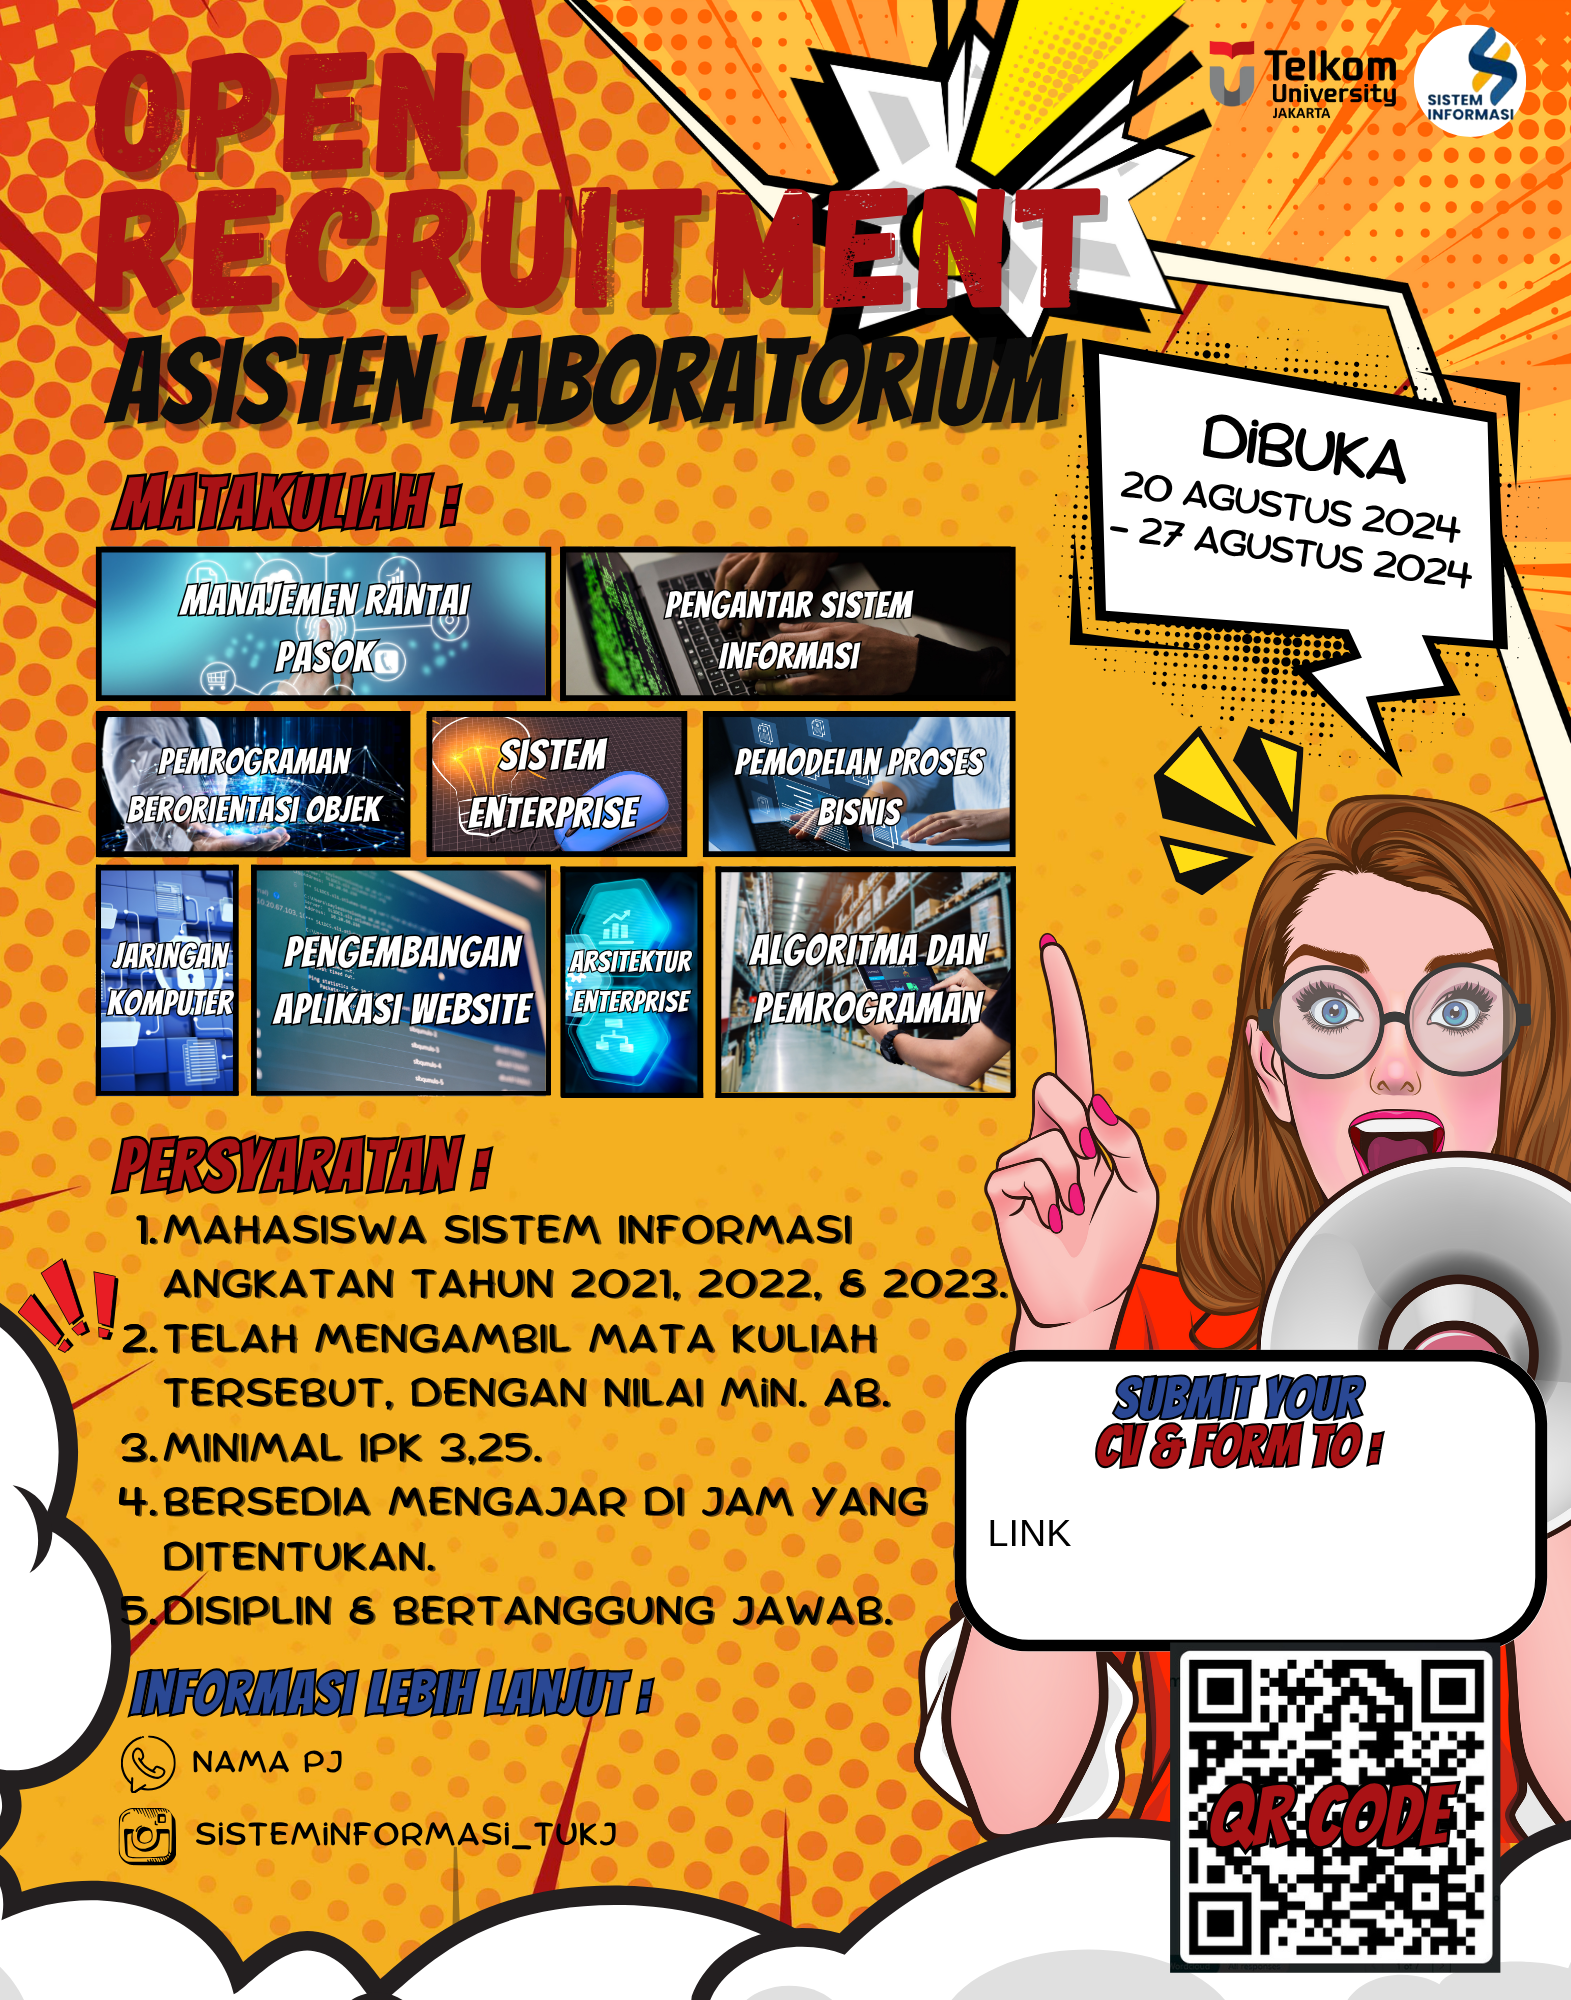 OPEN
RECRUITMENT
ASISTEN LABORATORIUM
Telkom
University
JAKARTA
SISTEM
INFORMASI
DiBUKA
20 AGUSTUS 2024
- 27 AGUSTUS 2024
MATAKULIAH :
MANAJEMEN RANTAI
PASOK
PENGANTAR SISTEM
INFORMASI
PEMROGRAMAN
BERORIENTASI OBJEK
SISTEM
ENTERPRISE
PEMODELAN PROSES
BISNIS
JARINGAN
KOMPUTER
PENGEMBANGAN
APLIKASI WEBSITE
ARSITEKTUR
ENTERPRISE
ALGORITMA DAN
PEMROGRAMAN
PERSYARATAN :
1. MAHASISWA SISTEM INFORMASI
ANGKATAN TAHUN 2021, 2022, & 2023.
2. TELAH MENGAMBIL MATA KULIAH
TERSEBUT, DENGAN NILAI MiN. AB.
3. MINIMAL IPK 3,25.
4. BERSEDIA MENGAJAR DI JAM YANG
DITENTUKAN.
5. DISIPLIN & BERTANGGUNG JAWAB.
SUBMIT YOUR
CV & FORM TO :
LINK
INFORMASI LEBIH LANJUT :
NAMA PJ
SiSTEMiNFORMASi_TUKJ
QR CODE